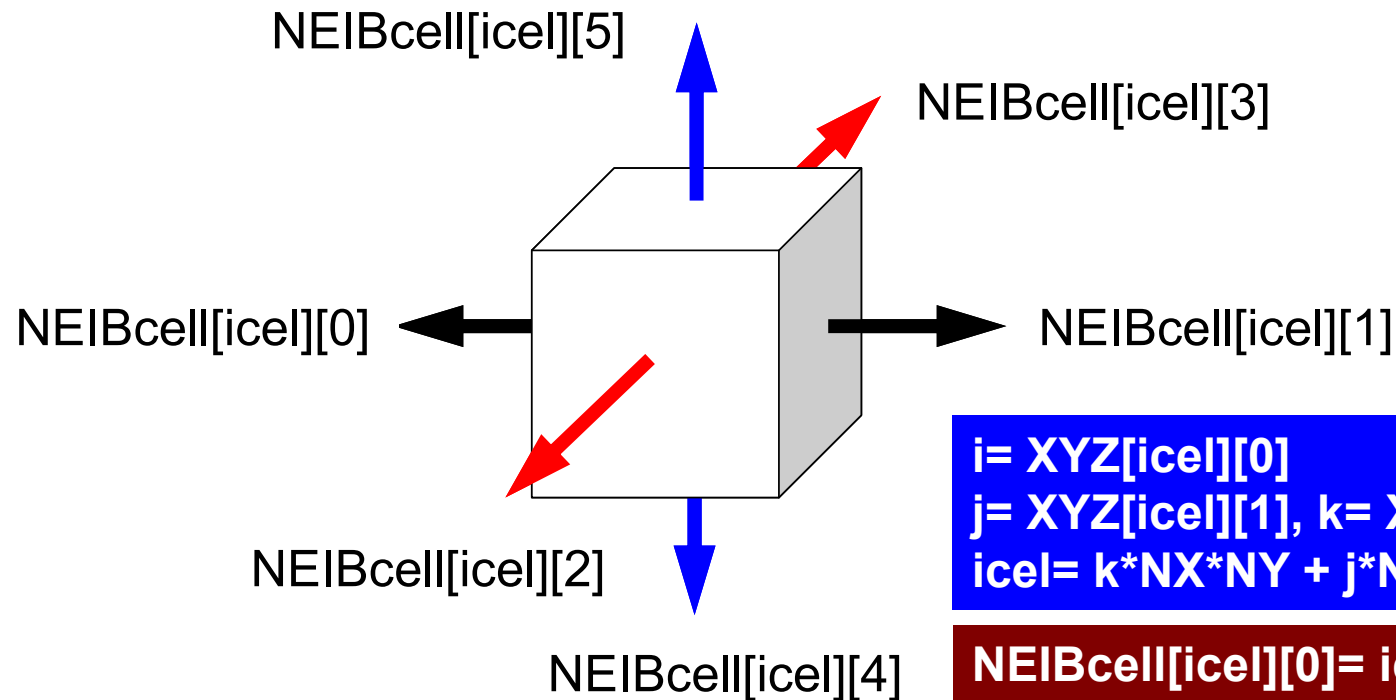 NEIBcell[icel][5]
NEIBcell[icel][3]
NEIBcell[icel][0]
NEIBcell[icel][1]
i= XYZ[icel][0]
j= XYZ[icel][1], k=
icel= k*NX*NY +
NEIBcell[icel][2]
NEIBcell[icel][4]
NEIBcell[icel][0]=